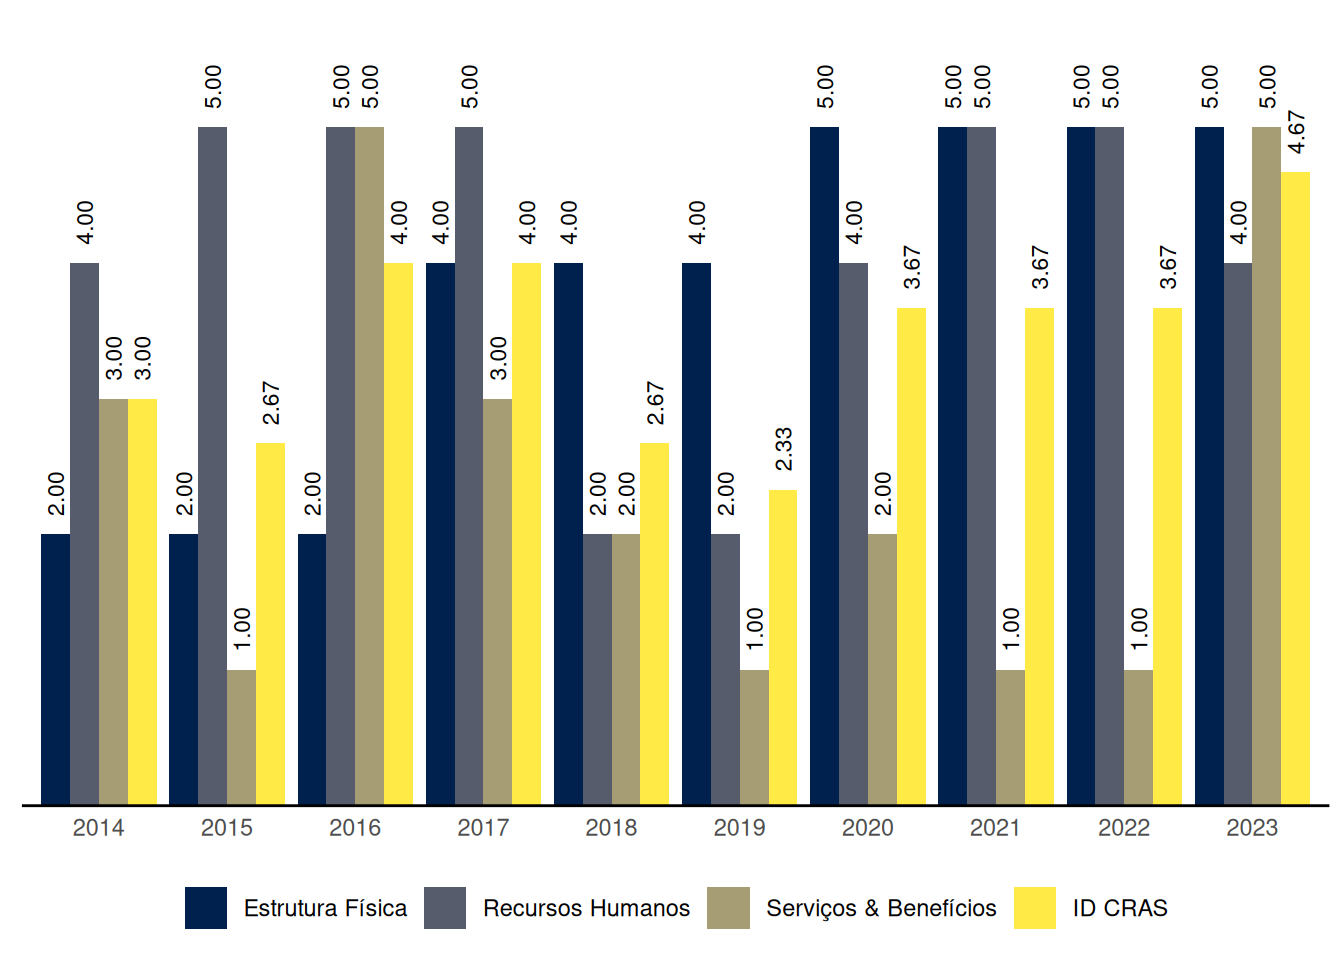 2.00 4.00 3.00 3.00
2.00 5.00 1.00 2.67
2.00 5.00 5.00 4.00
4.00 5.00 3.00 4.00
4.00 2.00 2.00 2.67
4.00 2.00 1.00 2.33
5.00 4.00 2.00 3.67
5.00 5.00 1.00 3.67
5.00 5.00 1.00 3.67
5.00 4.00 5.00 4.67
2014 2015 2016 2017 2018 2019 2020 2021 2022 2023
Estrutura Física Recursos Humanos Serviços & Benefícios ID CRAS